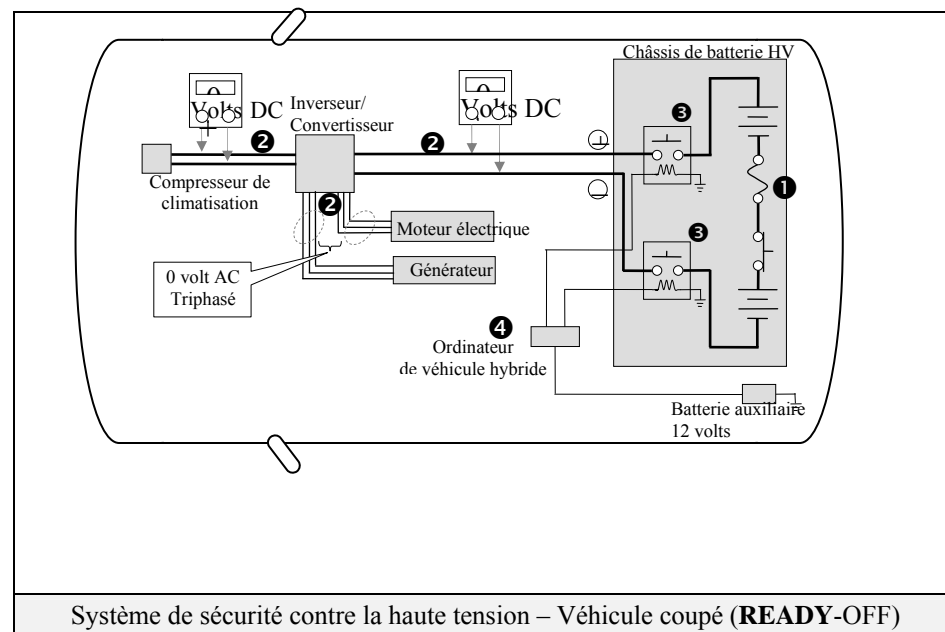 Châssis de batterie HV
0
Volts DC
Inverseur/
Convertisseur
0
Volts DC
❸
❷
❷
Compresseur de
climatisation
❶
❷
Moteur électrique
❸
0 volt AC
Triphasé
Générateur
❹
Ordinateur
de véhicule hybride
Batterie auxiliaire
12 volts
Système de sécurité contre la haute tension – Véhicule coupé (READY-OFF)